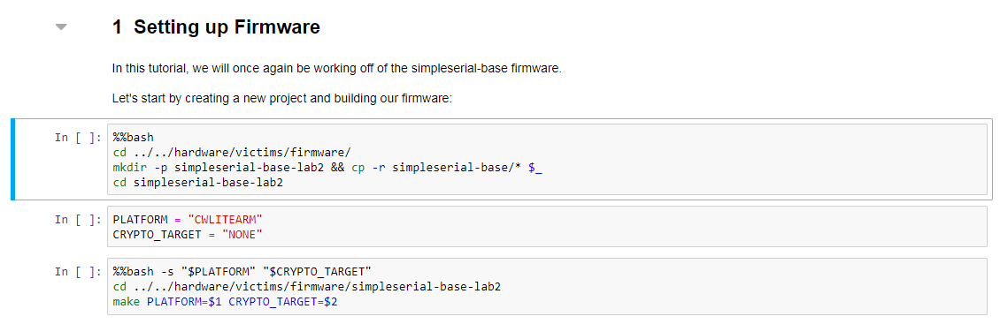 1 Setting up Firmware
In this tutorial, we will once again be working off of the simpleserial-base firmware.
Let's start by creating a new project and building our firmware:
In [ ]: %%bash
cd ../../hardware/victims/firmware/
mkdir -p simpleserial-base-lab2 && cp -r simpleserial-base/* $_
cd simpleserial-base-lab2
In [ ]: PLATFORM = "CWLITEARM"
CRYPTO_TARGET = "NONE"
In [ ]: %%bash -s "$PLATFORM" "$CRYPTO_TARGET"
cd ../../hardware/victims/firmware/simpleserial-base-lab2
make PLATFORM=$1 CRYPTO_TARGET=$2